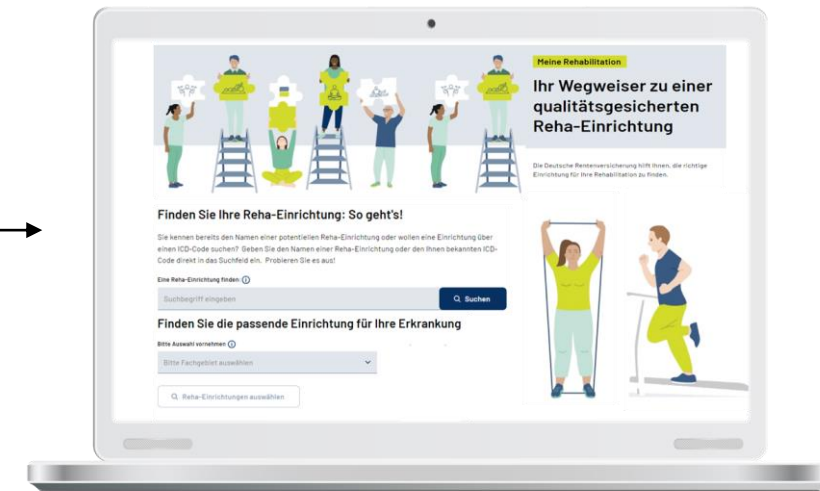 Meine Rehabilitation
Ihr Wegweiser zu einer
qualitätsgesicherten
Reha-Einrichtung
Die Deutsche Rentenversicherung hilft Ihnen, die richtige
Einrichtung für Ihre Rehabilitation zu finden.
Finden Sie Ihre Reha-Einrichtung: So geht's!
Sie kennen bereits den Namen einer potentiellen Reha-Einrichtung oder wollen eine Einrichtung über
einen ICD-Code suchen? Geben Sie den Namen einer Reha-Einrichtung oder den Ihnen bekannten ICD-
Code direkt in das Suchfeld ein. Probieren Sie es aus!
Eine Reha-Einrichtung finden
Suchbegriff eingeben
Suchen
Finden Sie die passende Einrichtung für Ihre Erkrankung
Bitte Auswahl vornehmen
Bitte Fachgebiet auswählen
Reha-Einrichtungen auswählen